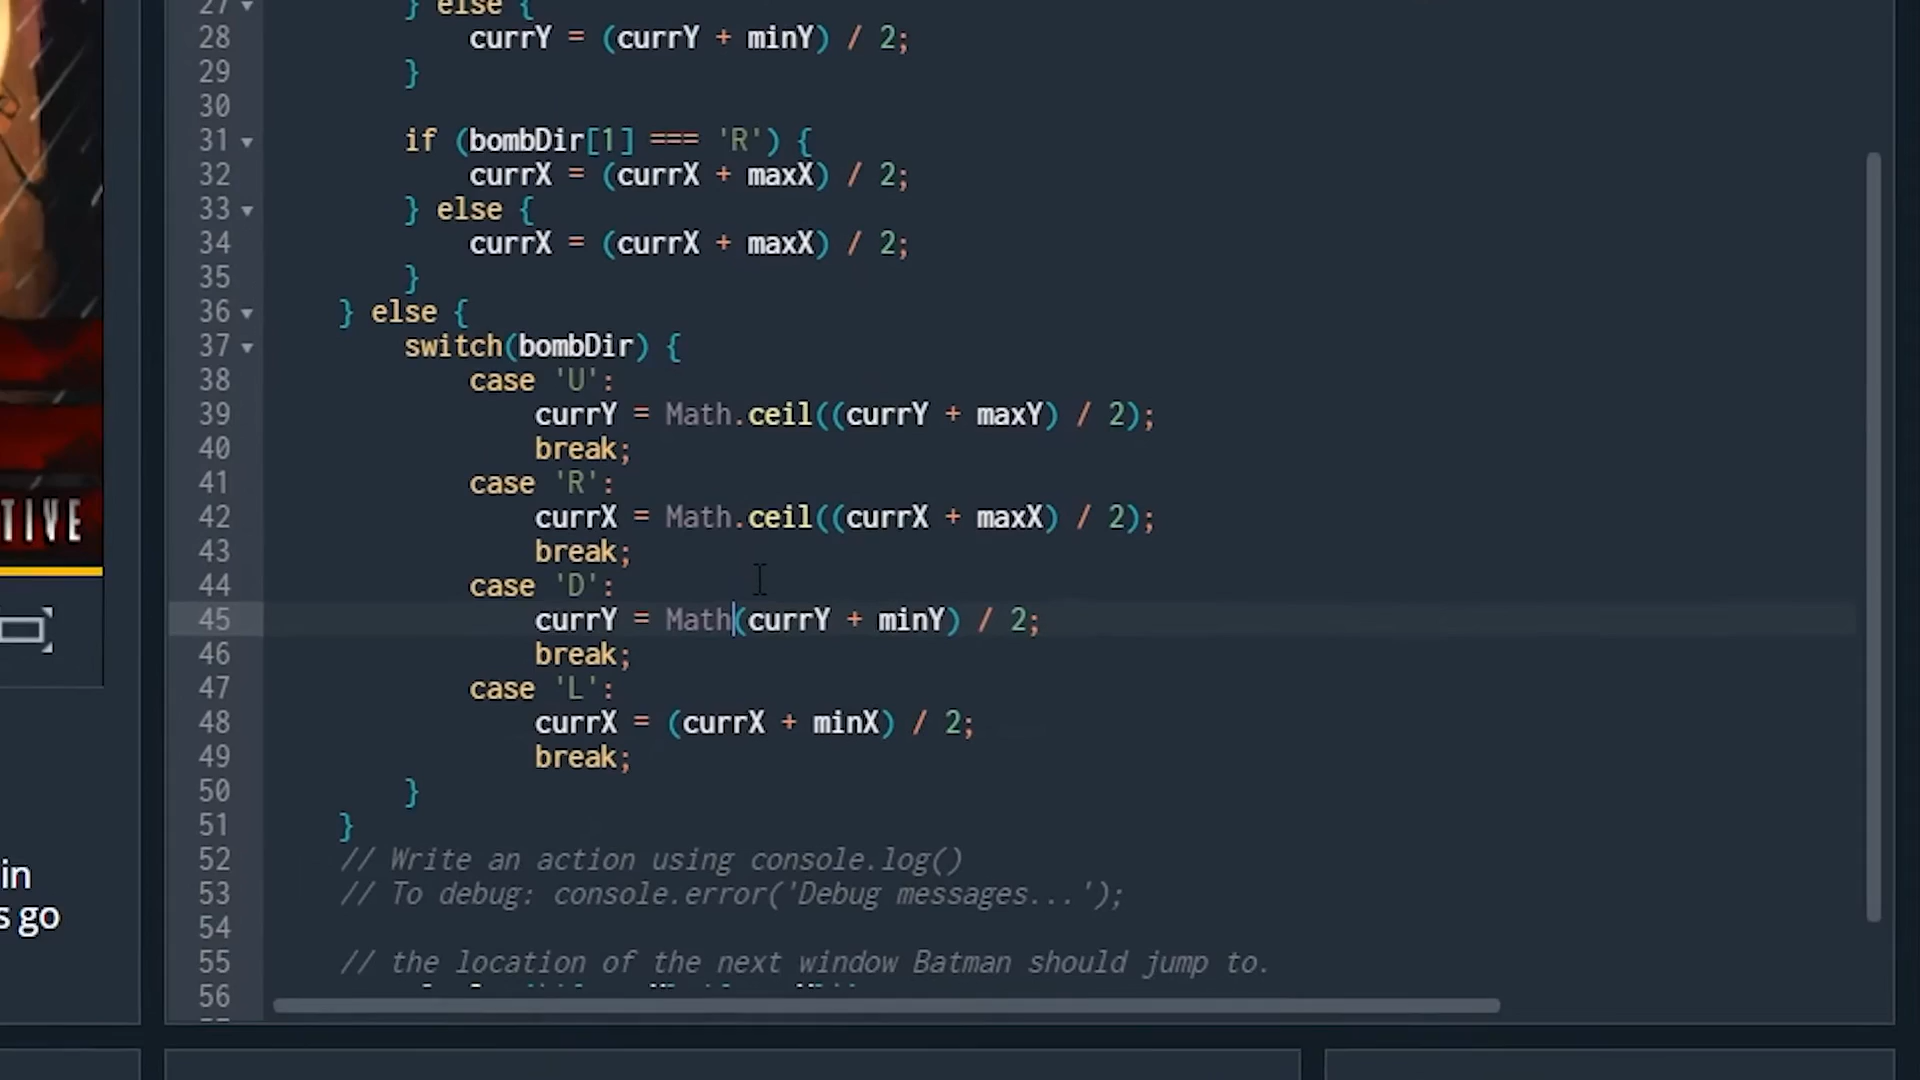 27 } else {
28 currY = (currY + minY) / 2;
29 }
30
31 if (bombDir[1] === 'R') {
32 currX = (currX + maxX) / 2;
33 } else {
34 currX = (currX + maxX) / 2;
35 }
36 } else {
37 switch(bombDir) {
38 case 'U':
39 currY = Math.ceil((currY + maxY) / 2);
40 break;
41 case 'R':
42 currX = Math.ceil((currX + maxX) / 2);
43 break;
44 case 'D':
45 currY = Math(currY + minY) / 2;
46 break;
47 case 'L':
48 currX = (currX + minX) / 2;
49 break;
50 }
51 }
52 // Write an action using console.log()
53 // To debug: console.error('Debug messages...');
54
55 // the location of the next window Batman should jump to.
56
TIVE
in
s go